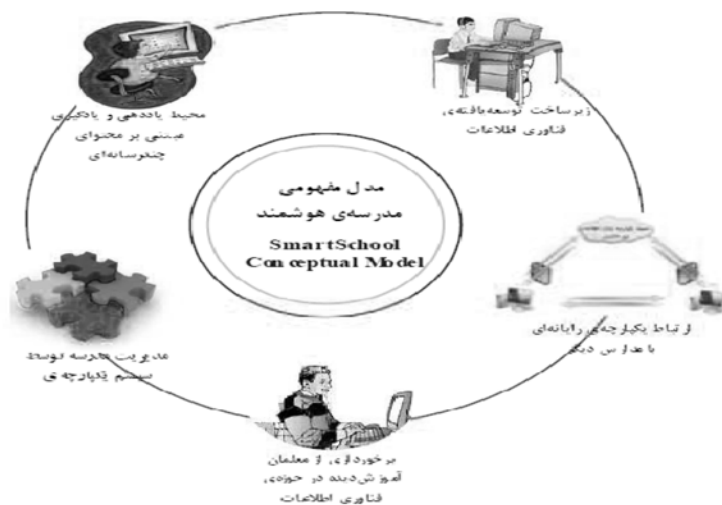 مدل مفهومی
مدرسه‌ی هوشمند
SmartSchool
Conceptual Model
زیرساخت توسعه‌یافته‌ی
فناوری اطلاعات
ارتباط یکپارچه‌ی رایانه‌ای
با مدارس دیگر
برخورداری از معلمان
آموزش‌دیده در حوزه‌ی
فناوری اطلاعات
مدیریت مدرسه توسط
سیستم یکپارچه‌ی
محیط یاددهی و یادگیری
مبتنی بر محتوای
چندرسانه‌ای